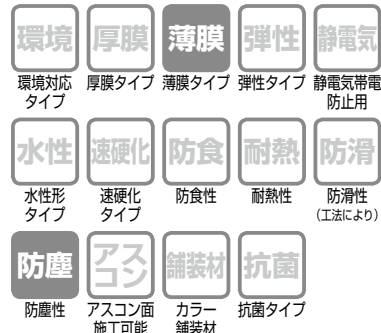 環境 厚膜 薄膜 弾性 静電気
環境対応 厚膜タイプ 薄膜タイプ 弾性タイプ 静電気帯電
タイプ 防止用
水性 速硬化 防食 耐熱 防滑
水性形 速硬化 防食性 耐熱性 防滑性
タイプ タイプ (工法により)
防塵 アス 舗装材 抗菌
コン
防塵性 アスコン面 カラー 抗菌タイプ
施工可能 舗装材